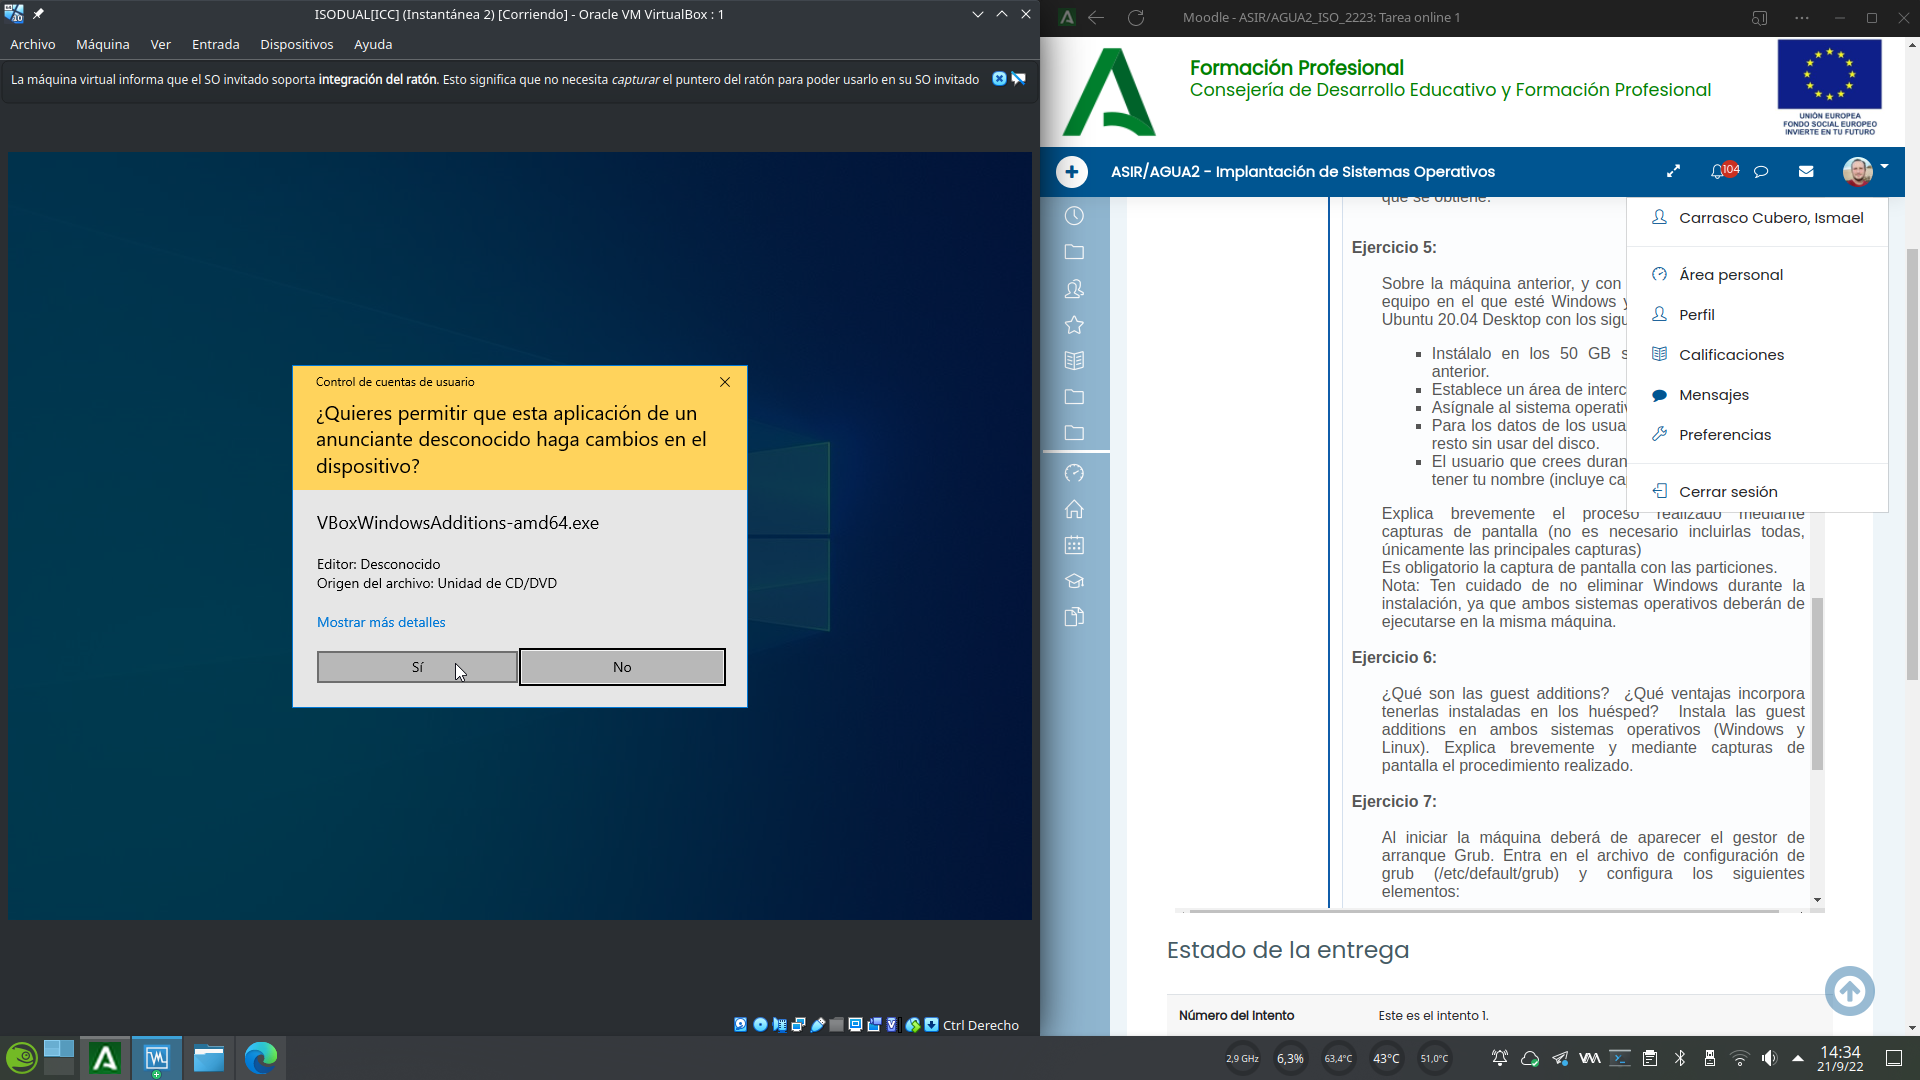 ISODUAL[ICC] (Instantánea 2) [Corriendo] - Oracle VM VirtualBox : 1
Archivo Máquina Ver Entrada Dispositivos Ayuda
La máquina virtual informa que el SO invitado soporta integración del ratón. Esto significa que no necesita capturar el puntero del ratón para poder usarlo en su SO invitado
Control de cuentas de usuario
¿Quieres permitir que esta aplicación de un
anunciante desconocido haga cambios en el
dispositivo?
VBoxWindowsAdditions-amd64.exe
Editor: Desconocido
Origen del archivo: Unidad de CD/DVD
Mostrar más detalles
Sí No
Ctrl Derecho
Moodle - ASIR/AGUA2_ISO_2223: Tarea online 1
Formación Profesional
Consejería de Desarrollo Educativo y Formación Profesional
UNIÓN EUROPEA
FONDO SOCIAL EUROPEO
INVIERTE EN TU FUTURO
ASIR/AGUA2 - Implantación de Sistemas Operativos
104
Carrasco Cubero, Ismael
Área personal
Perfil
Calificaciones
Mensajes
Preferencias
Cerrar sesión
que se obtiene.
Ejercicio 5:
Sobre la máquina anterior, y con
equipo en el que esté Windows y
Ubuntu 20.04 Desktop con los sigu
Instálalo en los 50 GB s
anterior.
Establece un área de interc
Asígnale al sistema operativ
Para los datos de los usua
resto sin usar del disco.
El usuario que crees duran
tener tu nombre (incluye ca
Explica brevemente el proceso realizado mediante
capturas de pantalla (no es necesario incluirlas todas,
únicamente las principales capturas)
Es obligatorio la captura de pantalla con las particiones.
Nota: Ten cuidado de no eliminar Windows durante la
instalación, ya que ambos sistemas operativos deberán de
ejecutarse en la misma máquina.
Ejercicio 6:
¿Qué son las guest additions? ¿Qué ventajas incorpora
tenerlas instaladas en los huésped? Instala las guest
additions en ambos sistemas operativos (Windows y
Linux). Explica brevemente y mediante capturas de
pantalla el procedimiento realizado.
Ejercicio 7:
Al iniciar la máquina deberá de aparecer el gestor de
arranque Grub. Entra en el archivo de configuración de
grub (/etc/default/grub) y configura los siguientes
elementos:
Estado de la entrega
Número del Intento Este es el intento 1.
2,9 GHz 6,3% 63,4°C 43°C 51,0°C
14:34
21/9/22